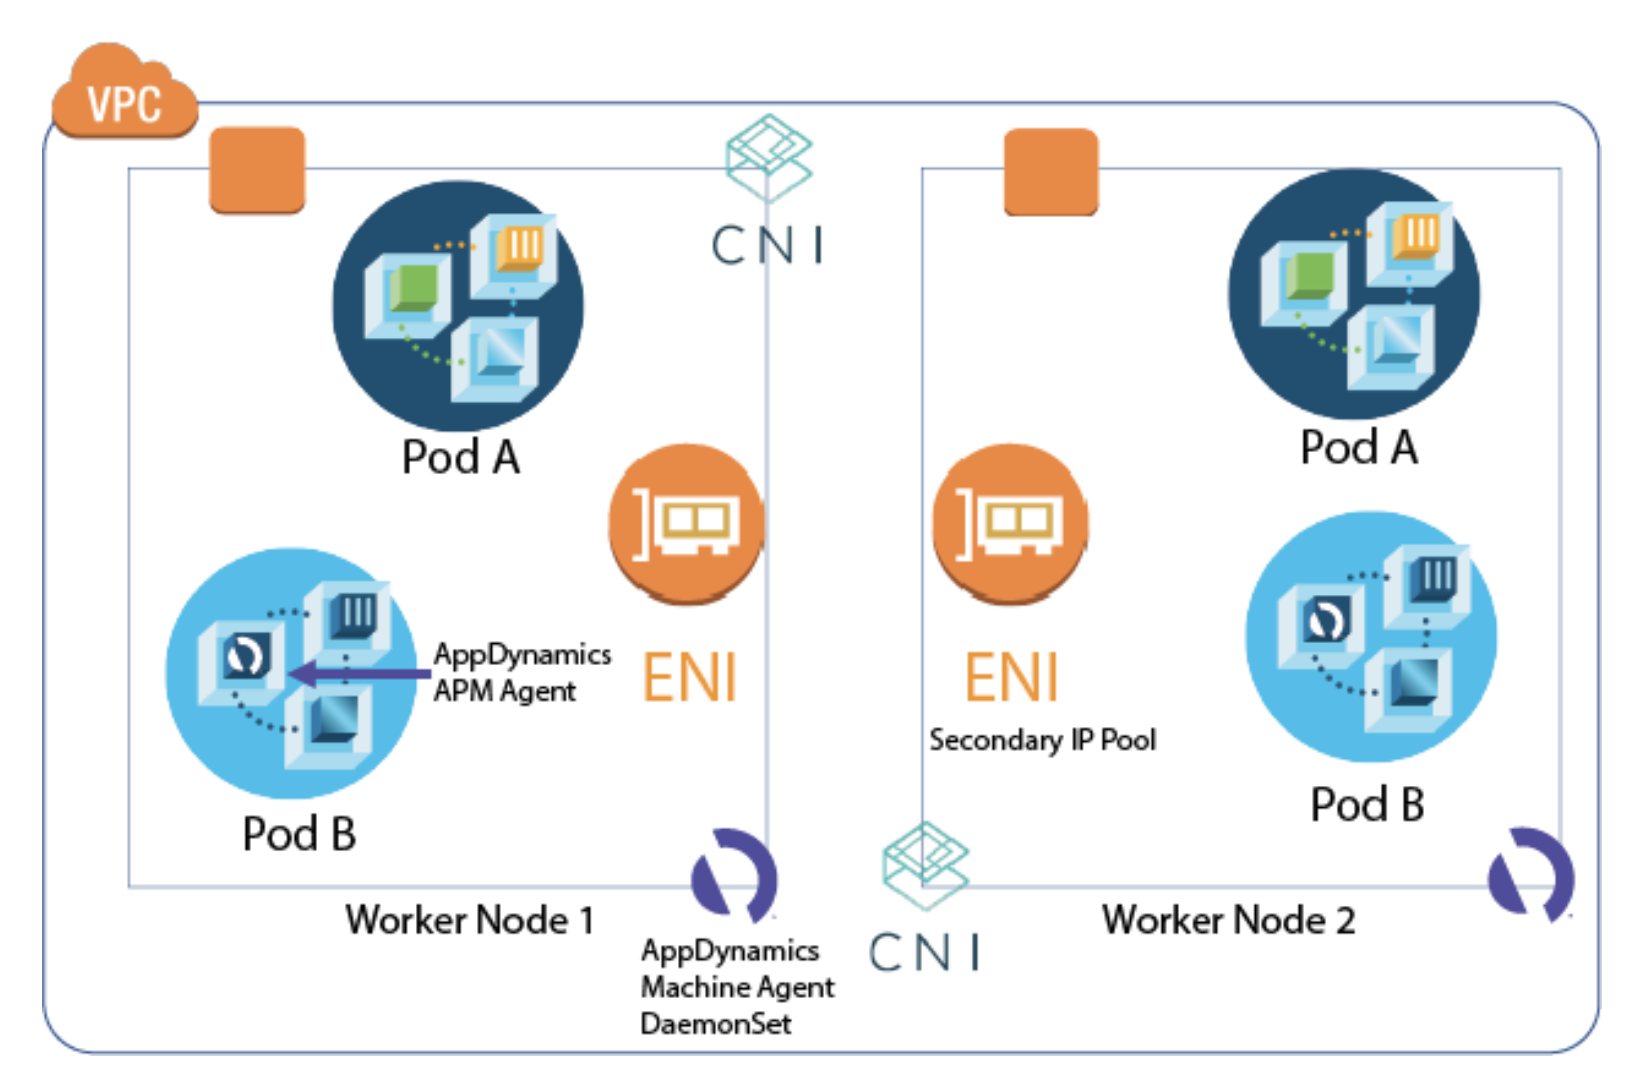 VPC
CNI
Pod A
Pod A
AppDynamics
APM Agent
ENI
ENI
Secondary IP Pool
Pod B
Pod B
Worker Node 1
Worker Node 2
AppDynamics
Machine Agent
DaemonSet
CNI